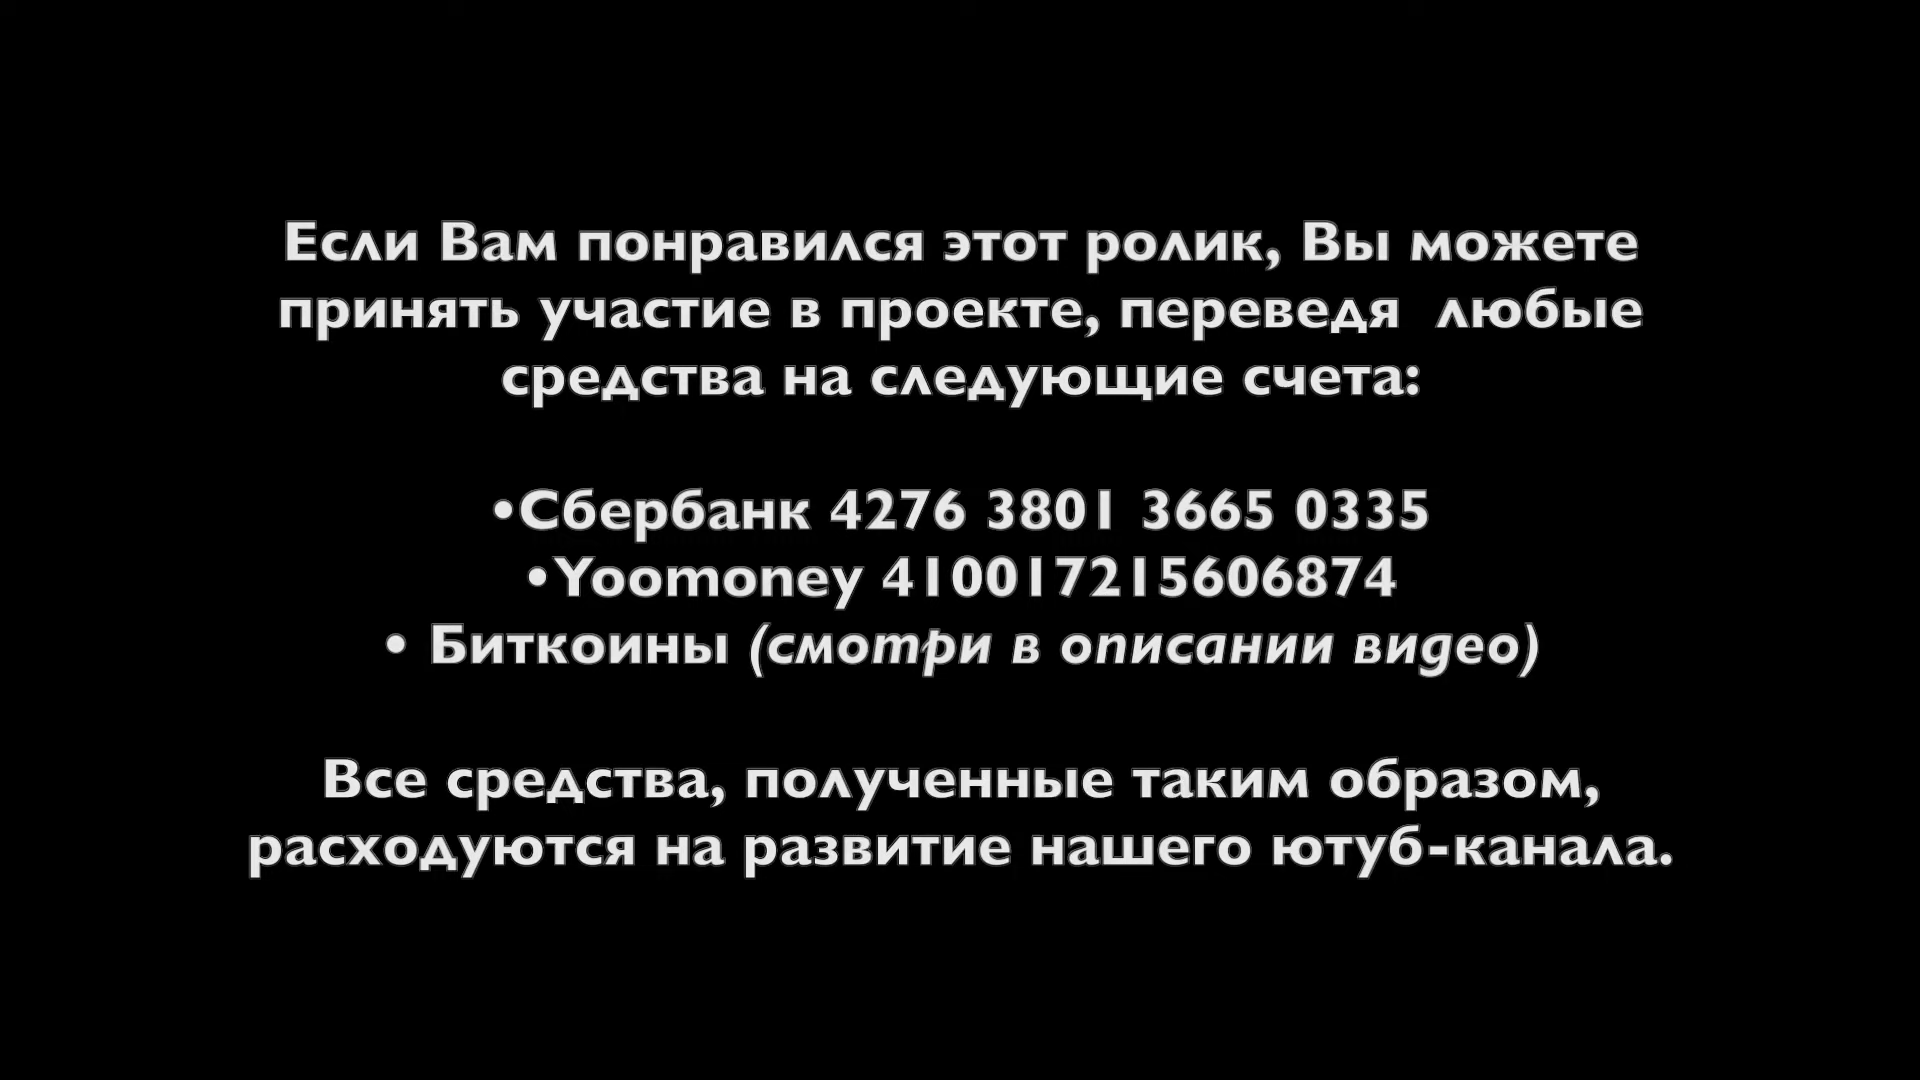 Если Вам понравился этот ролик, Вы можете
принять участие в проекте, переведя любые
средства на следующие счета:
•Сбербанк 4276 3801 3665 0335
•Yoomoney 410017215606874
• Биткоины (смотри в описании видео)
Все средства, полученные таким образом,
расходуются на развитие нашего ютуб-канала.